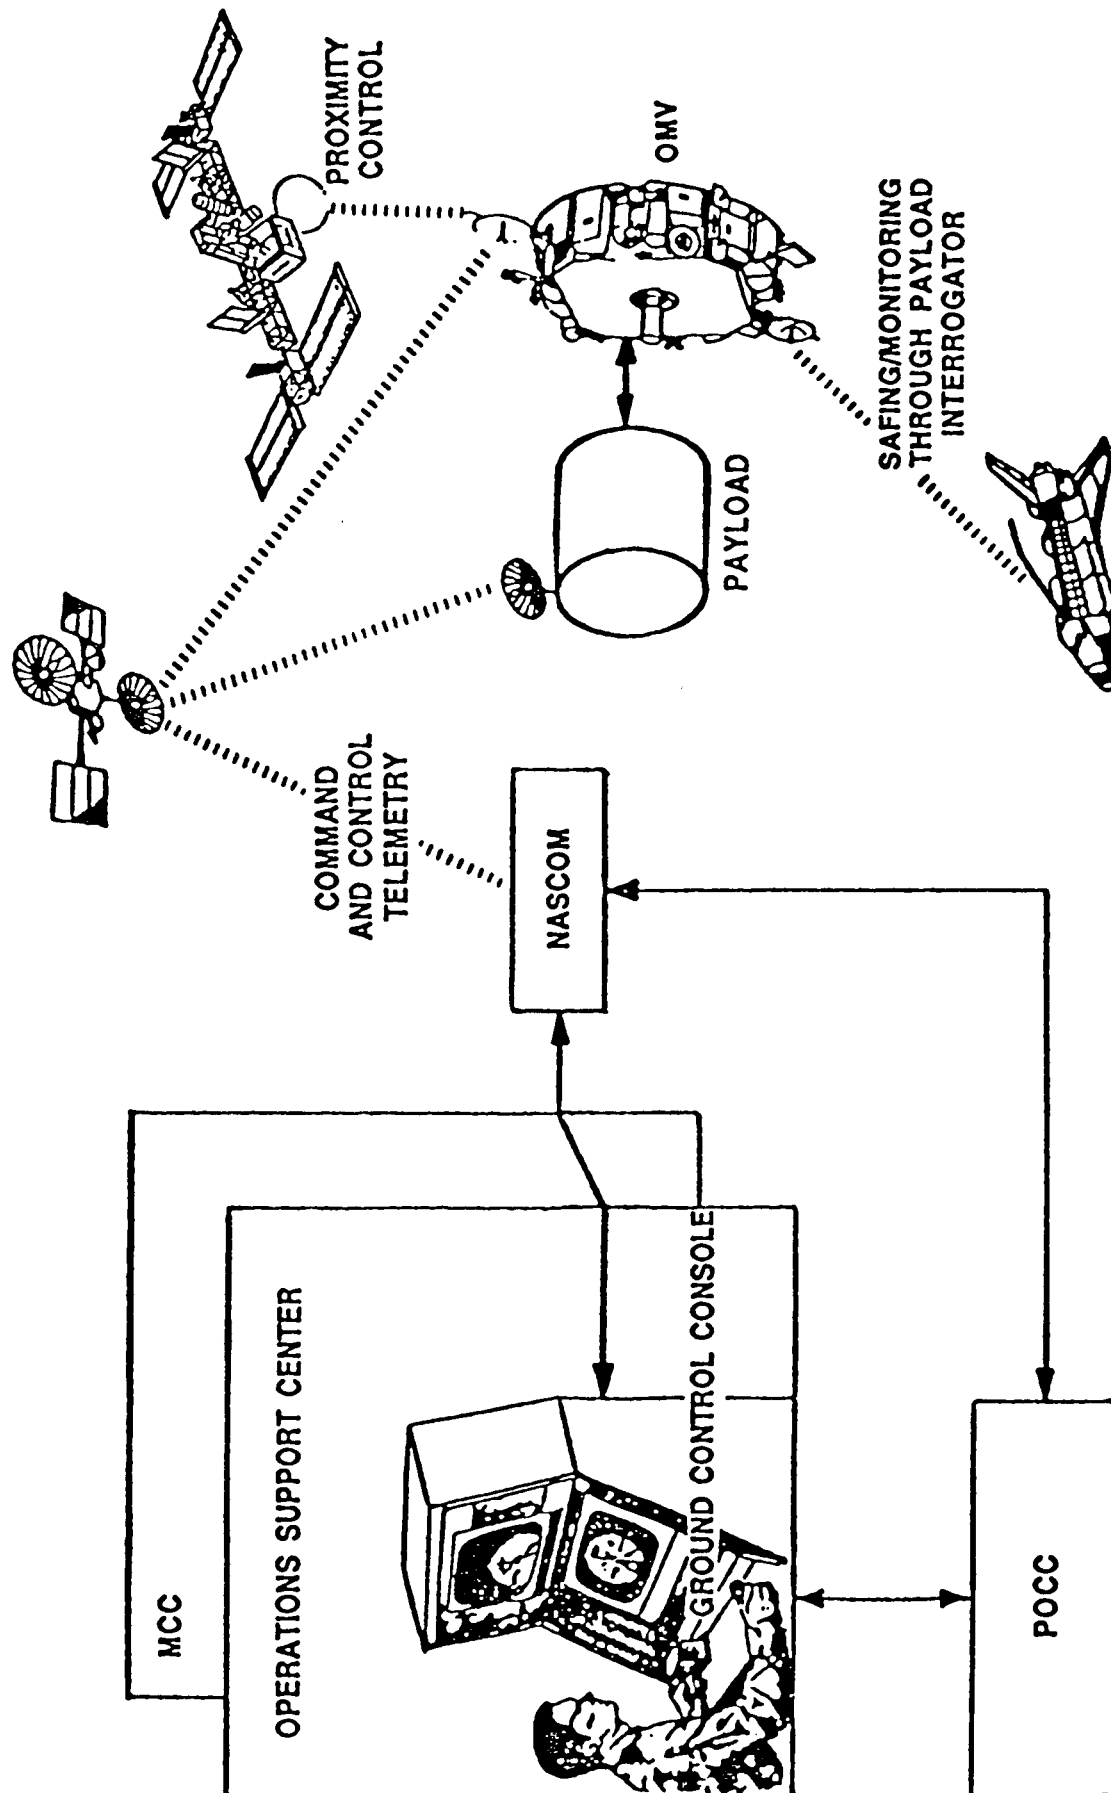 MCC
OPERATIONS SUPPORT CENTER
GROUND CONTROL CONSOLE
POCC
COMMAND
AND CONTROL
TELEMETRY
NASCOM
PAYLOAD
PROXIMITY
CONTROL
OMV
SAFING/MONITORING
THROUGH PAYLOAD
INTERROGATOR